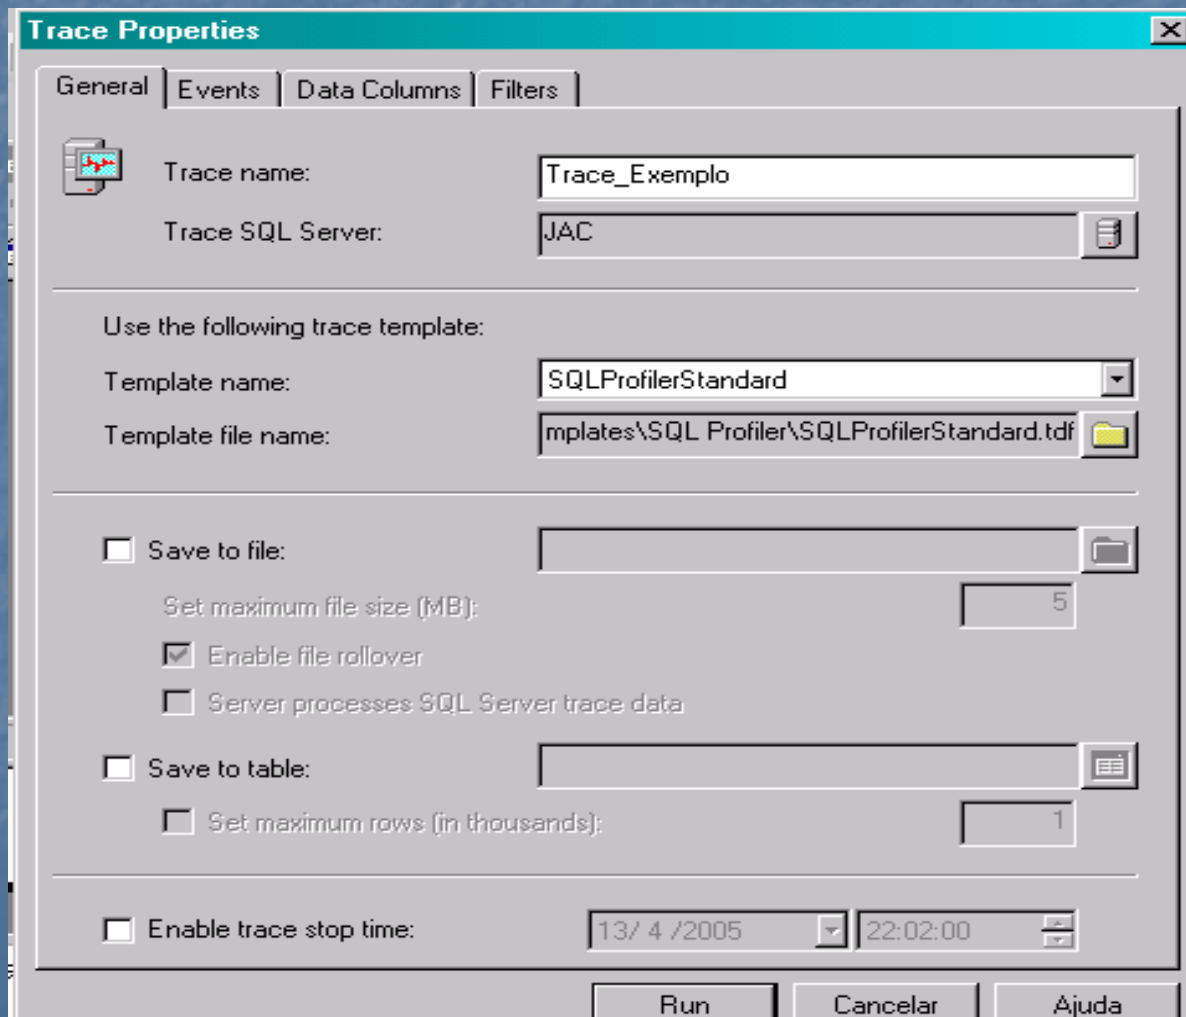 Trace Properties
General Events Data Columns Filters
Trace name: Trace_Exemplo
Trace SQL Server: JAC
Use the following trace template:
Template name: SQLProfilerStandard
Template file name: mplates\SQL Profiler\SQLProfilerStandard.tdf
Save to file:
Set maximum file size (MB): 5
Enable file rollover
Server processes SQL Server trace data
Save to table:
Set maximum rows (in thousands): 1
Enable trace stop time: 13/ 4 /2005 22:02:00
Run Cancelar Ajuda